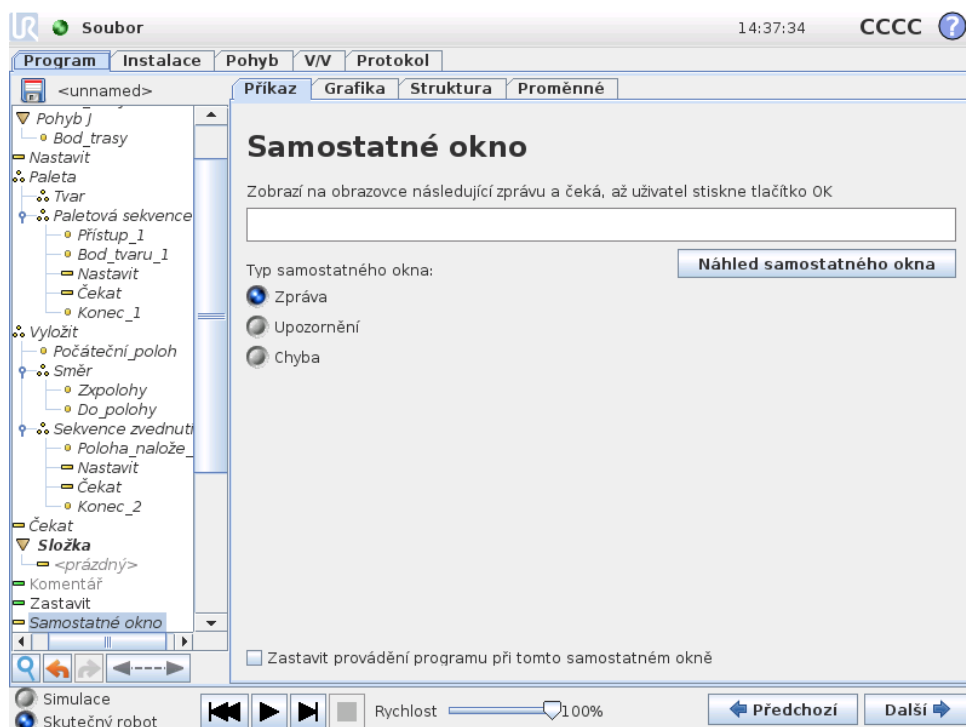 Soubor 14:37:34 CCCC ?
Program Instalace Pohyb V/V Protokol
<unnamed> Příkaz Grafika Struktura Proměnné
Pohyb J
Bod_trasy
Nastavit
Paleta
Tvar
Paletová sekvence
Přístup_1
Bod_tvaru_1
Nastavit
Čekat
Konec_1
Vyložit
Počáteční_poloh
Směr
Zxpolohy
Do_polohy
Sekvence zvednutí
Poloha_nalože_
Nastavit
Čekat
Konec_2
Čekat
Složka
<prázdný>
Komentář
Zastavit
Samostatné okno
Samostatné okno
Zobrazí na obrazovce následující zprávu a čeká, až uživatel stiskne tlačítko OK
Typ samostatného okna: Náhled samostatného okna
Zpráva
Upozornění
Chyba
Zastavit provádění programu při tomto samostatném okně
Simulace
Skutečný robot
Rychlost 100% Předchozí Další